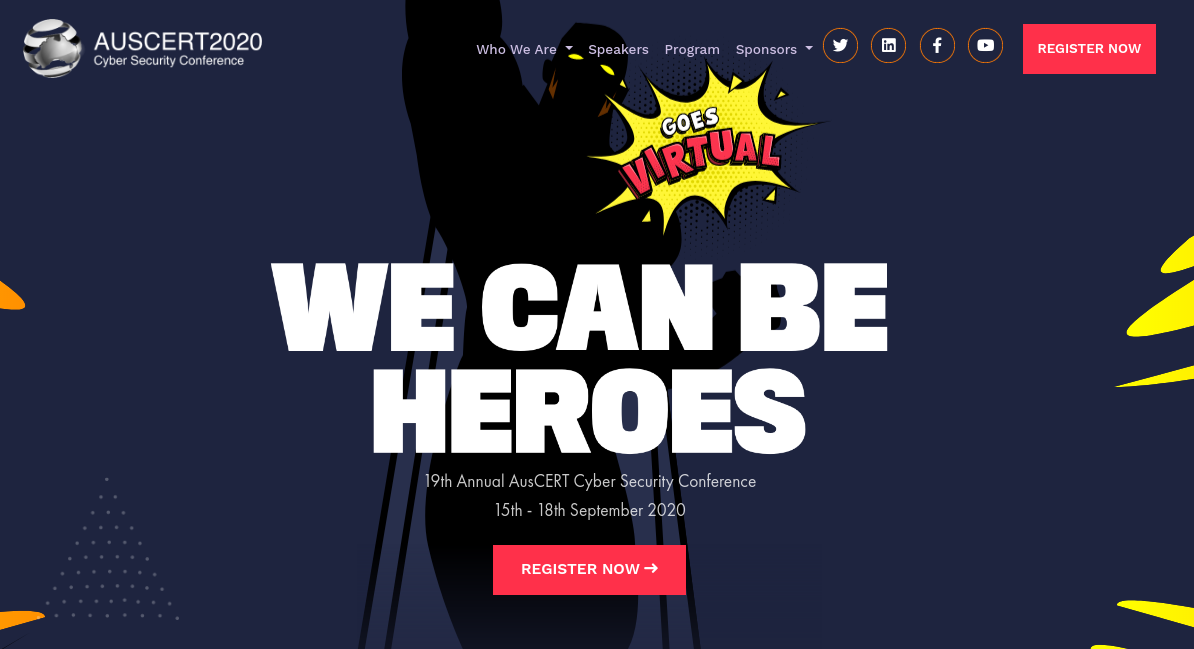 AUSCERT2020
Cyber Security Conference
Who We Are
Speakers
Program
Sponsors
REGISTER NOW
GOES
VIRTUAL
WE CAN BE
HEROES
19th Annual AusCERT Cyber Security Conference
15th - 18th September 2020
REGISTER NOW →